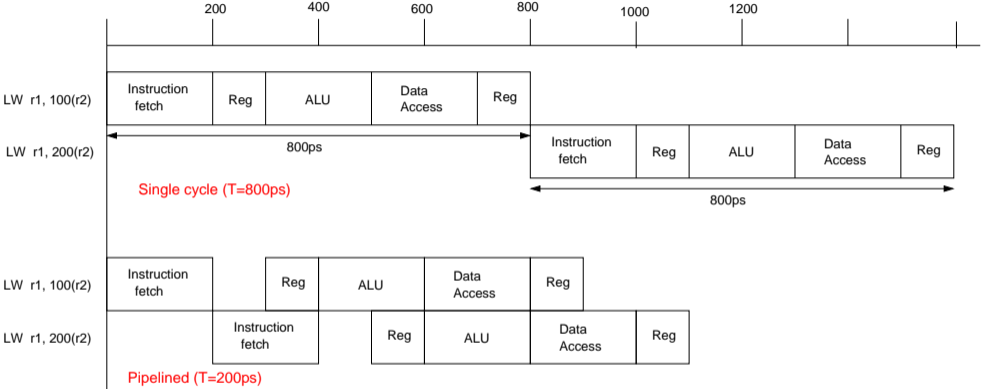 200 400 600 800 1000 1200
LW r1, 100(r2)
Instruction
fetch
Reg
ALU
Data
Access
Reg
800ps
LW r1, 200(r2)
Instruction
fetch
Reg
ALU
Data
Access
Reg
800ps
Single cycle (T=800ps)
LW r1, 100(r2)
Instruction
fetch
Reg
ALU
Data
Access
Reg
LW r1, 200(r2)
Instruction
fetch
Reg
ALU
Data
Access
Reg
Pipelined (T=200ps)